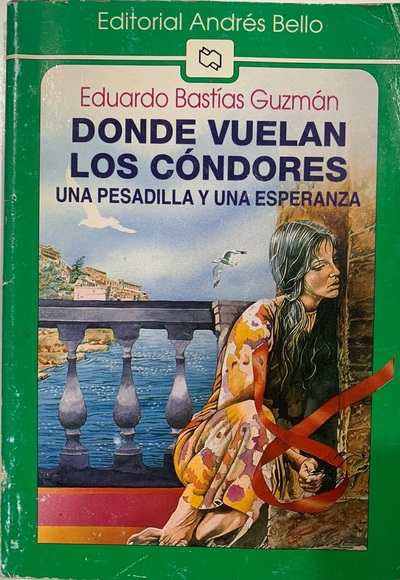 Editorial Andrés Bello
Eduardo Bastías Guzmán
DONDE VUELAN
LOS CÓNDORES
UNA PESADILLA Y UNA ESPERANZA